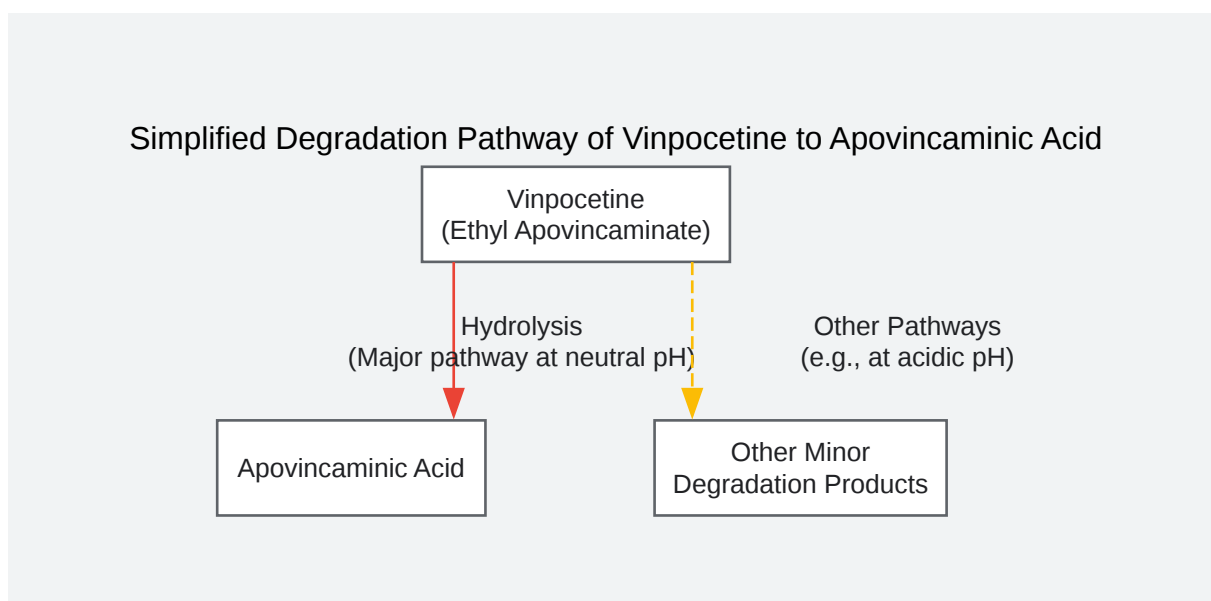 Simplified Degradation Pathway of Vinpocetine to Apovincaminic Acid
Vinpocetine
(Ethyl Apovincaminate)
Hydrolysis
(Major pathway at neutral pH)
Other Pathways
(e.g., at acidic pH)
Apovincaminic Acid
Other Minor
Degradation Products